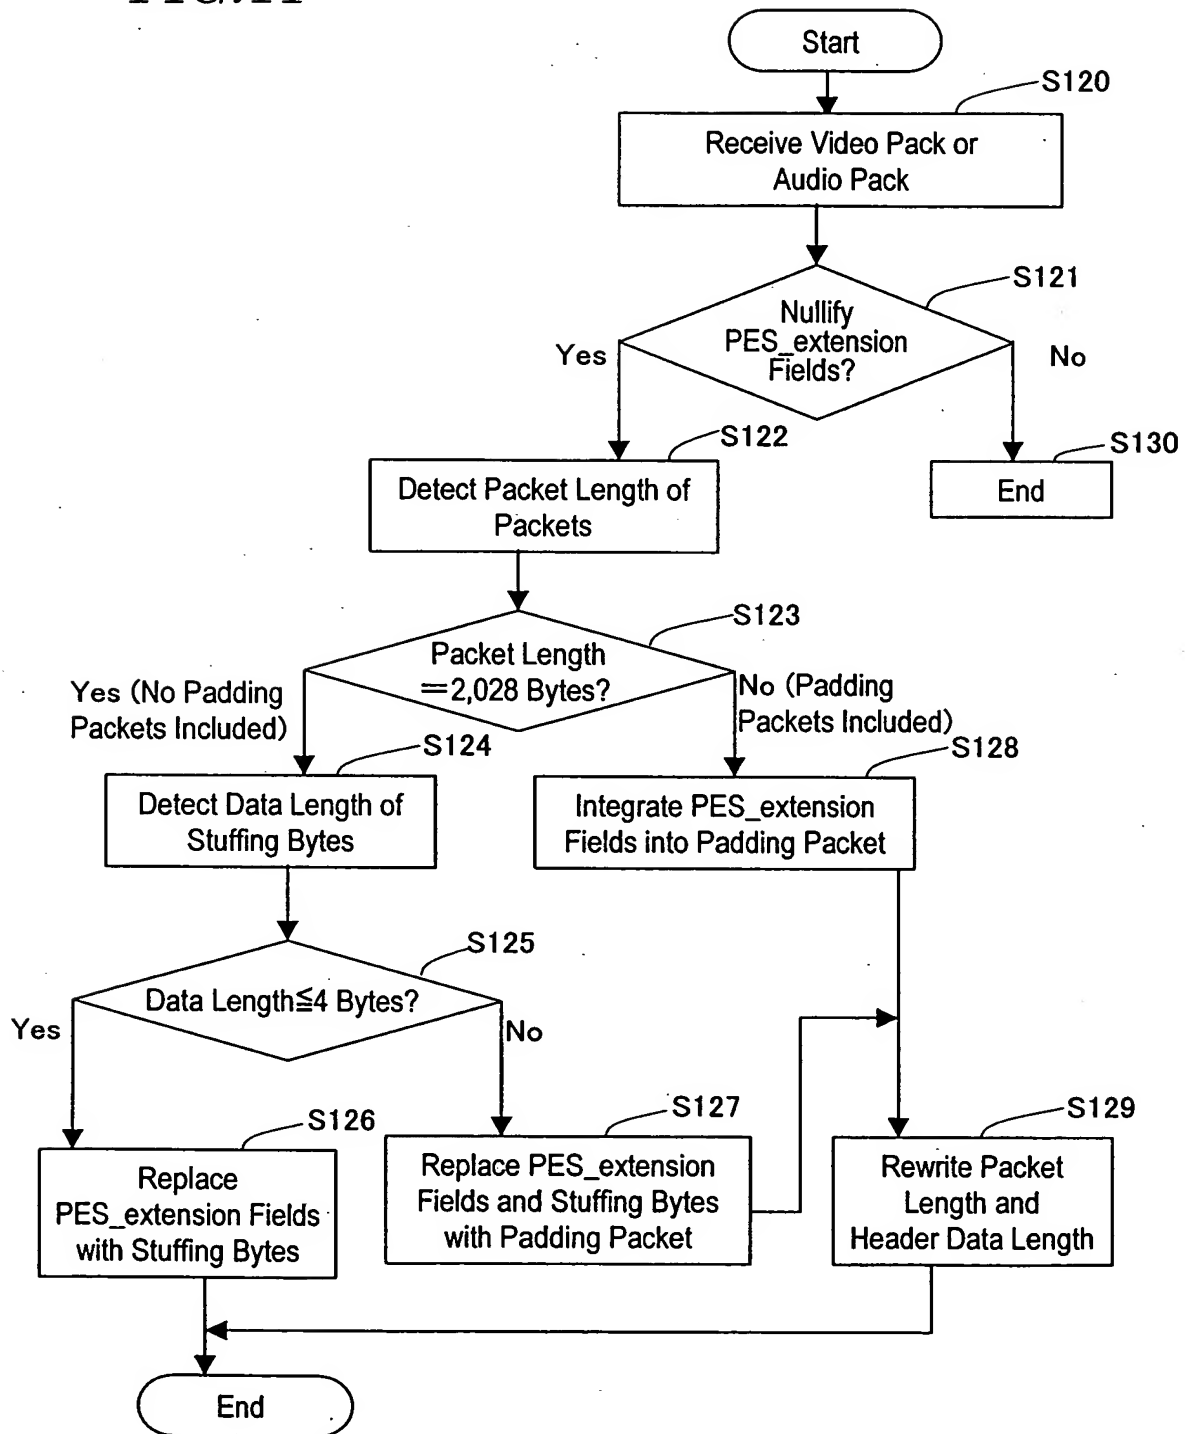 Start
S120
Receive Video Pack or
Audio Pack
S121
Nullify
PES_extension
Fields?
Yes
No
S122
S130
Detect Packet Length of
Packets
End
S123
Packet Length
=2,028 Bytes?
Yes (No Padding
Packets Included)
No (Padding
Packets Included)
S124
S128
Detect Data Length of
Stuffing Bytes
Integrate PES_extension
Fields into Padding Packet
S125
Data Length≦4 Bytes?
Yes
No
S126
S127
S129
Replace
PES_extension Fields
with Stuffing Bytes
Replace PES_extension
Fields and Stuffing Bytes
with Padding Packet
Rewrite Packet
Length and
Header Data Length
End